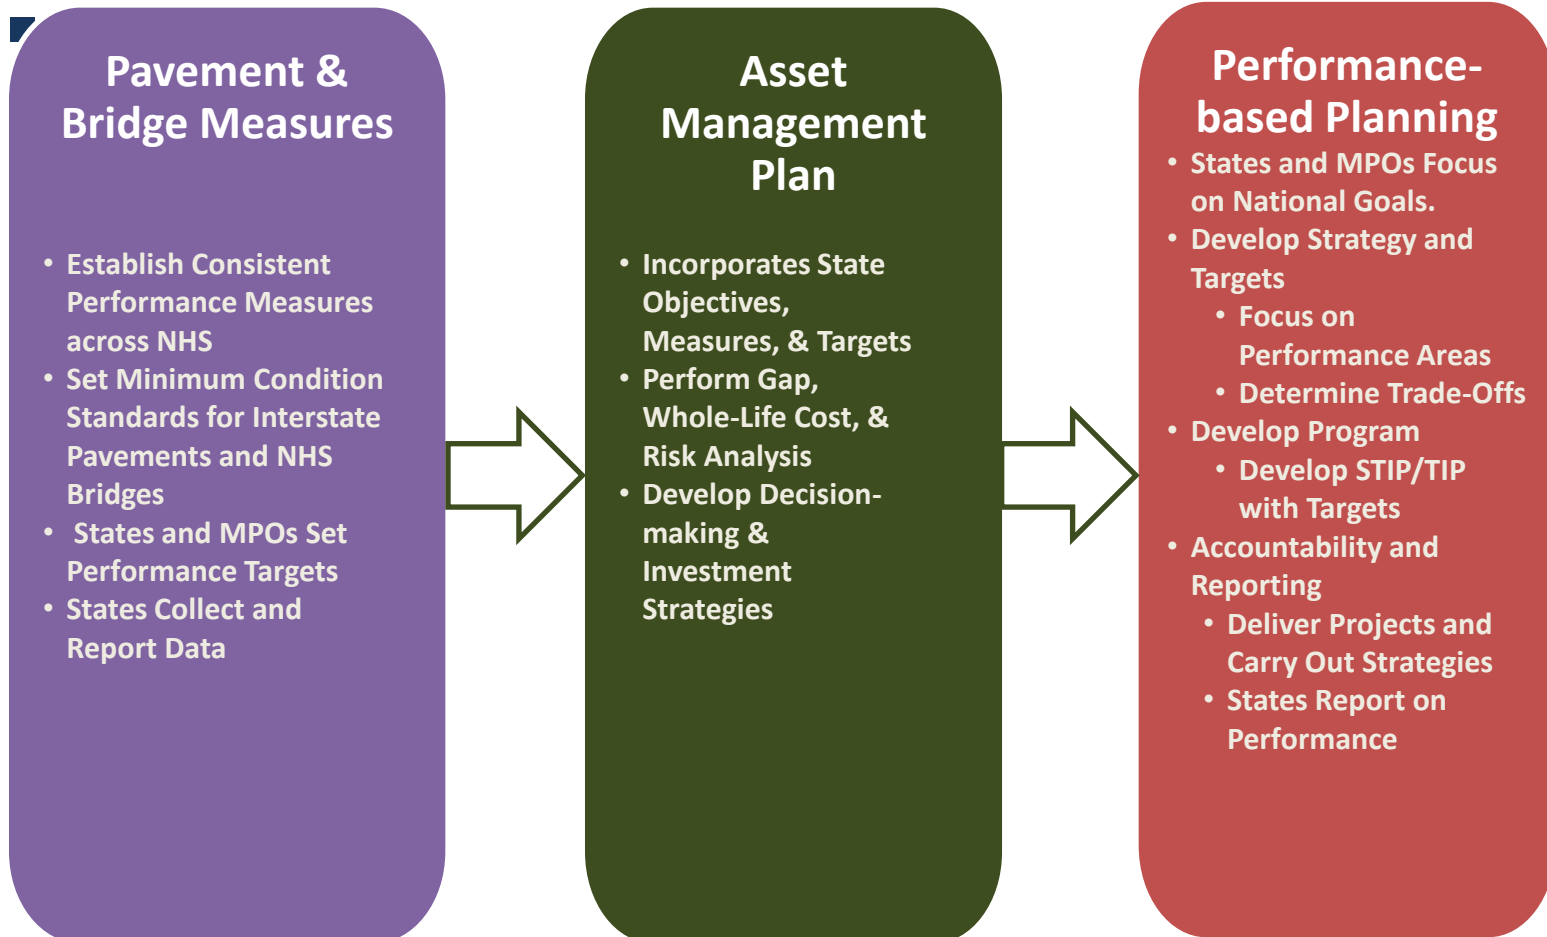 Pavement &
Bridge Measures
• Establish Consistent
Performance Measures
across NHS
• Set Minimum Condition
Standards for Interstate
Pavements and NHS
Bridges
• States and MPOs Set
Performance Targets
• States Collect and
Report Data
Asset
Management
Plan
• Incorporates State
Objectives,
Measures, & Targets
• Perform Gap,
Whole-Life Cost, &
Risk Analysis
• Develop Decision-
making &
Investment
Strategies
Performance-
based Planning
• States and MPOs Focus
on National Goals.
• Develop Strategy and
Targets
• Focus on
Performance Areas
• Determine Trade-Offs
• Develop Program
• Develop STIP/TIP
with Targets
• Accountability and
Reporting
• Deliver Projects and
Carry Out Strategies
• States Report on
Performance